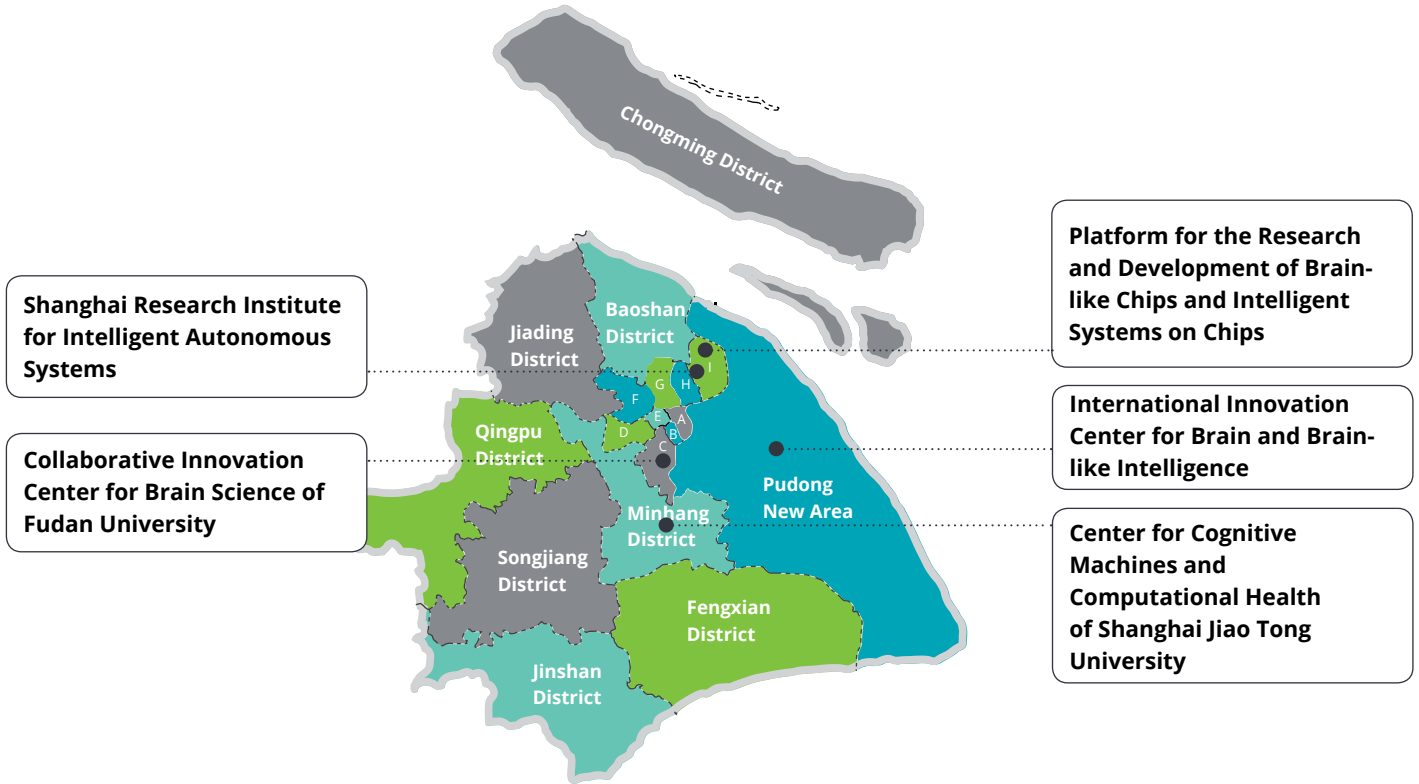 Chongming District
Platform for the Research
and Development of Brain-
like Chips and Intelligent
Systems on Chips
Shanghai Research Institute
for Intelligent Autonomous
Systems
Baoshan
District
Jiading
District
I
G
H
F
E
A
D
B
C
International Innovation
Center for Brain and Brain-
like Intelligence
Qingpu
District
Collaborative Innovation
Center for Brain Science of
Fudan University
Pudong
New Area
Minhang
District
Songjiang
District
Center for Cognitive
Machines and
Computational Health
of Shanghai Jiao Tong
University
Fengxian
District
Jinshan
District